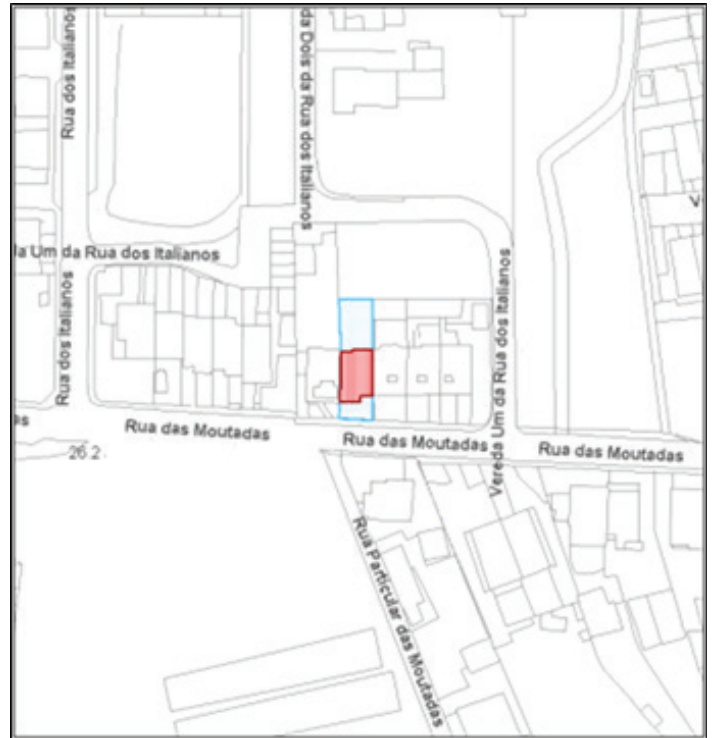 Rua dos Italianos
da Dois da Rua dos Italianos
la Um da Rua dos Italianos
Rua dos Italianos
Vereda Um da Rua dos Italianos
as
Rua das Moutadas
Rua das Moutadas
Rua das Moutadas
26.2
Rua Particular das Moutadas
V